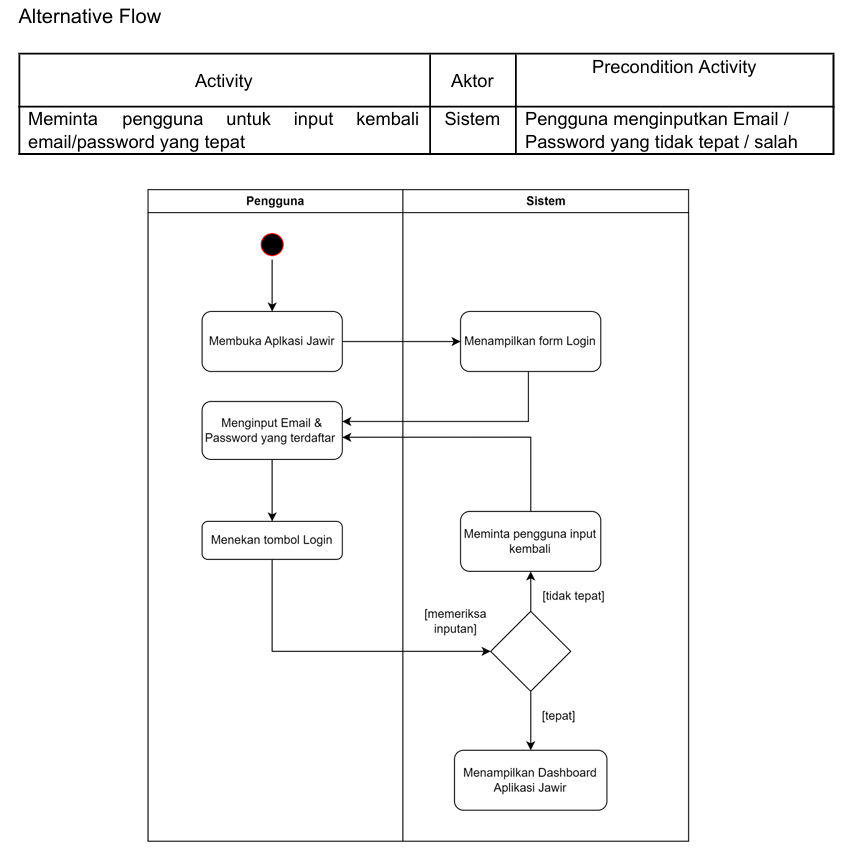 Alternative Flow
Activity
Aktor
Precondition Activity
Meminta pengguna untuk input kembali
email/password yang tepat
Sistem
Pengguna menginputkan Email /
Password yang tidak tepat / salah
Pengguna
Sistem
Membuka Aplkasi Jawir
Menampilkan form Login
Menginput Email &
Password yang terdaftar
Menekan tombol Login
Meminta pengguna input
kembali
[tidak tepat]
[memeriksa
inputan]
[tepat]
Menampilkan Dashboard
Aplikasi Jawir